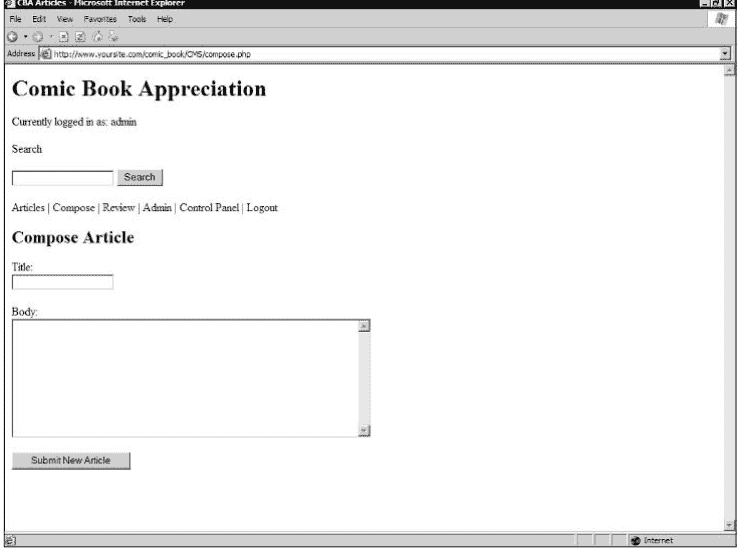 CBA Articles - Microsoft Internet Explorer
File Edit View Favorites Tools Help
Address http://www.yoursite.com/comic_book/CMS/compose.php
Comic Book Appreciation
Currently logged in as: admin
Search
Search
Articles | Compose | Review | Admin | Control Panel | Logout
Compose Article
Title:
Body:
Submit New Article
Internet